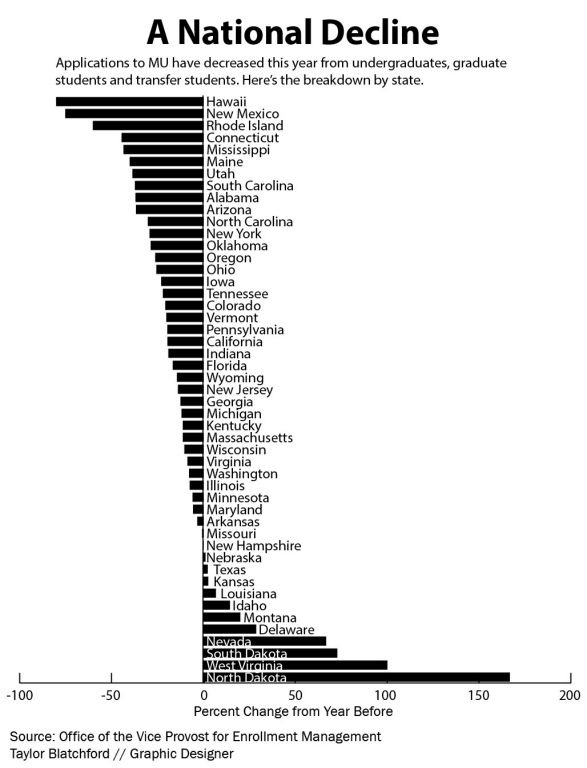 A National Decline
Applications to MU have decreased this year from undergraduates, graduate
students and transfer students. Here's the breakdown by state.
Hawaii
New Mexico
Rhode Island
Connecticut
Mississippi
Maine
Utah
South Carolina
Alabama
Arizona
North Carolina
New York
Oklahoma
Oregon
Ohio
Iowa
Tennessee
Colorado
Vermont
Pennsylvania
California
Indiana
Florida
Wyoming
New Jersey
Georgia
Michigan
Kentucky
Massachusetts
Wisconsin
Virginia
Washington
Illinois
Minnesota
Maryland
Arkansas
Missouri
New Hampshire
Nebraska
Texas
Kansas
Louisiana
Idaho
Montana
Delaware
Nevada
South Dakota
West Virginia
North Dakota
-100 -50 0 50 100 150 200
Percent Change from Year Before
Source: Office of the Vice Provost for Enrollment Management
Taylor Blatchford // Graphic Designer